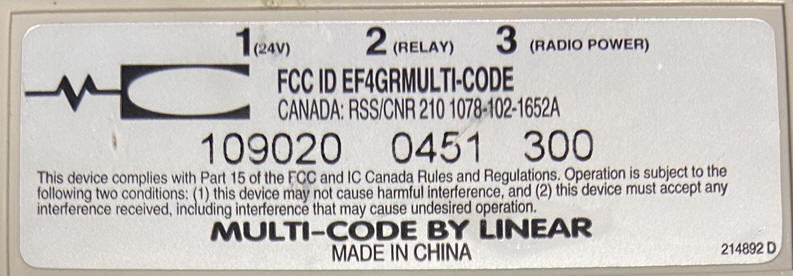 1 (24V) 2 (RELAY) 3 (RADIO POWER)
FCC ID EF4GRMULTI-CODE
CANADA: RSS/CNR 210 1078-102-1652A
109020 0451 300
This device complies with Part 15 of the FCC and IC Canada Rules and Regulations. Operation is subject to the
following two conditions: (1) this device may not cause harmful interference, and (2) this device must accept any
interference received, including interference that may cause undesired operation.
MULTI-CODE BY LINEAR
MADE IN CHINA
214892 D